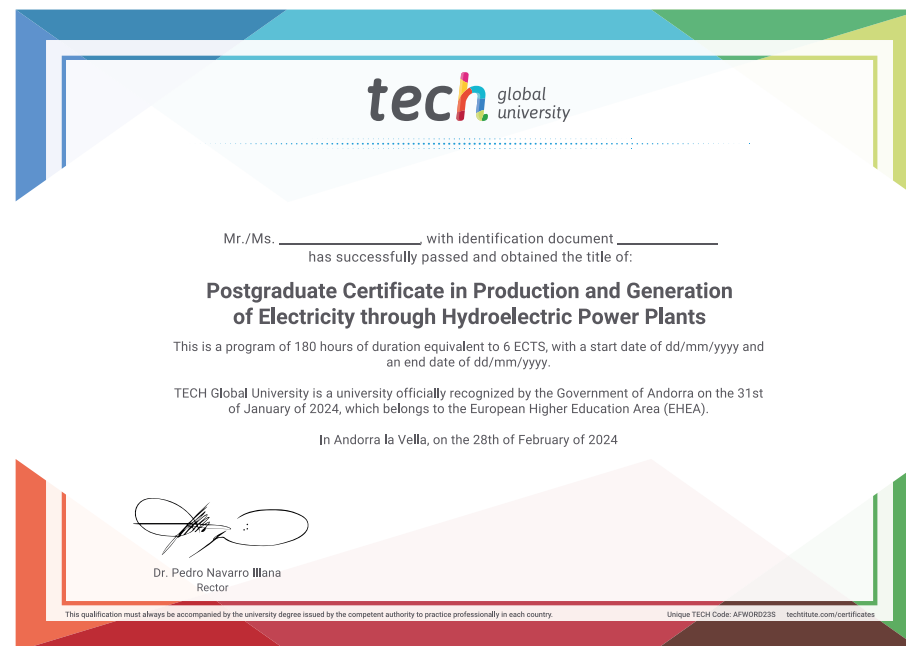 tech global
university
Mr./Ms. ____________, with identification document ____________
has successfully passed and obtained the title of:
Postgraduate Certificate in Production and Generation
of Electricity through Hydroelectric Power Plants
This is a program of 180 hours of duration equivalent to 6 ECTS, with a start date of dd/mm/yyyy and
an end date of dd/mm/yyyy.
TECH Global University is a university officially recognized by the Government of Andorra on the 31st
of January of 2024, which belongs to the European Higher Education Area (EHEA).
In Andorra la Vella, on the 28th of February of 2024
Dr. Pedro Navarro Illana
Rector
This qualification must always be accompanied by the university degree issued by the competent authority to practice professionally in each country.
Unique TECH Code: AFWORD23S techtitute.com/certificates